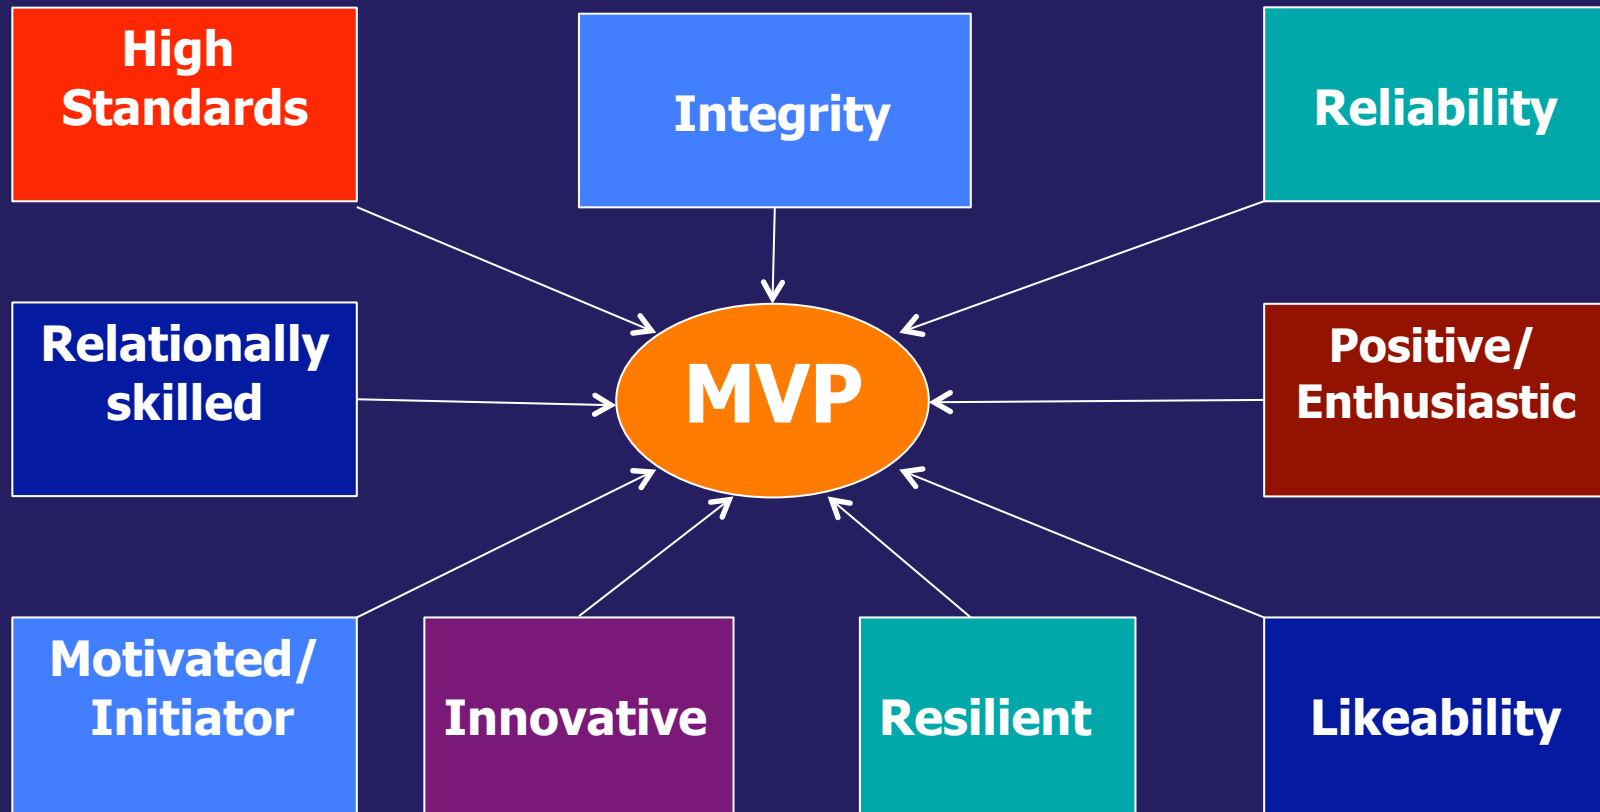 High
Standards
Integrity
Reliability
Relationally
skilled
MVP
Positive/
Enthusiastic
Motivated/
Initiator
Innovative
Resilient
Likeability